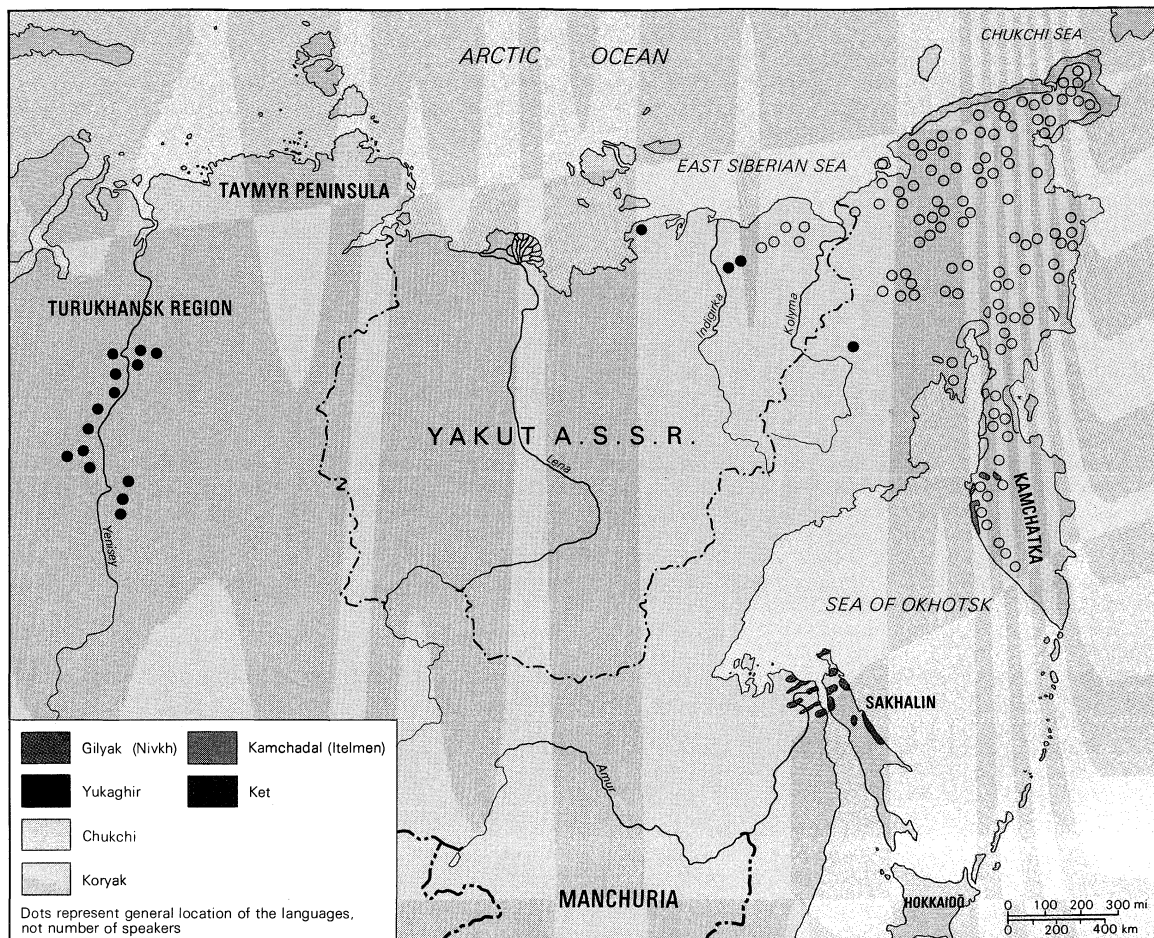 CHUKCHI SEA
ARCTIC OCEAN
EAST SIBERIAN SEA
TAYMYR PENINSULA
TURUKHANSK REGION
Indigirka
Kolyma
YAKUT A.S.S.R.
Lena
Yenisey
KAMCHATKA
SEA OF OKHOTSK
SAKHALIN
Amur
MANCHURIA
HOKKAIDŌ
Gilyak (Nivkh)
Kamchadal (Itelmen)
Yukaghir
Ket
Chukchi
Koryak
Dots represent general location of the languages,
not number of speakers
0 100 200 300 mi
0 200 400 km